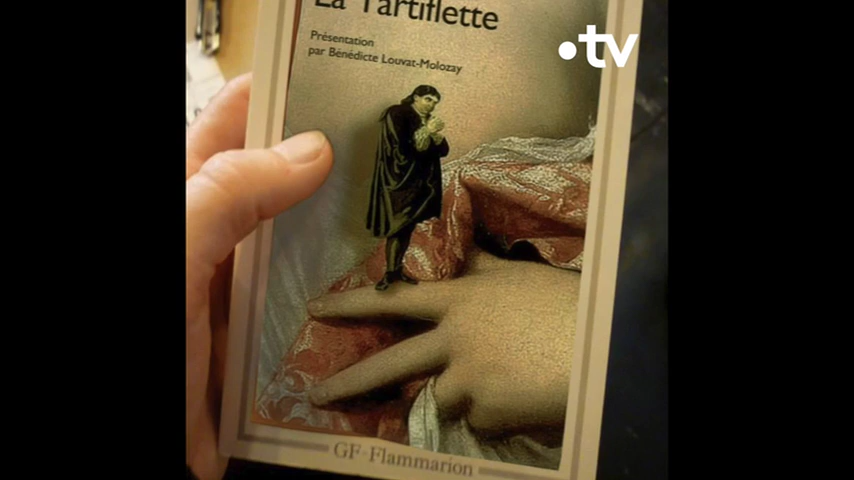 La Tartiflette
Présentation
par Bénédicte Louvat-Molozay
•tv
GF-Flammarion